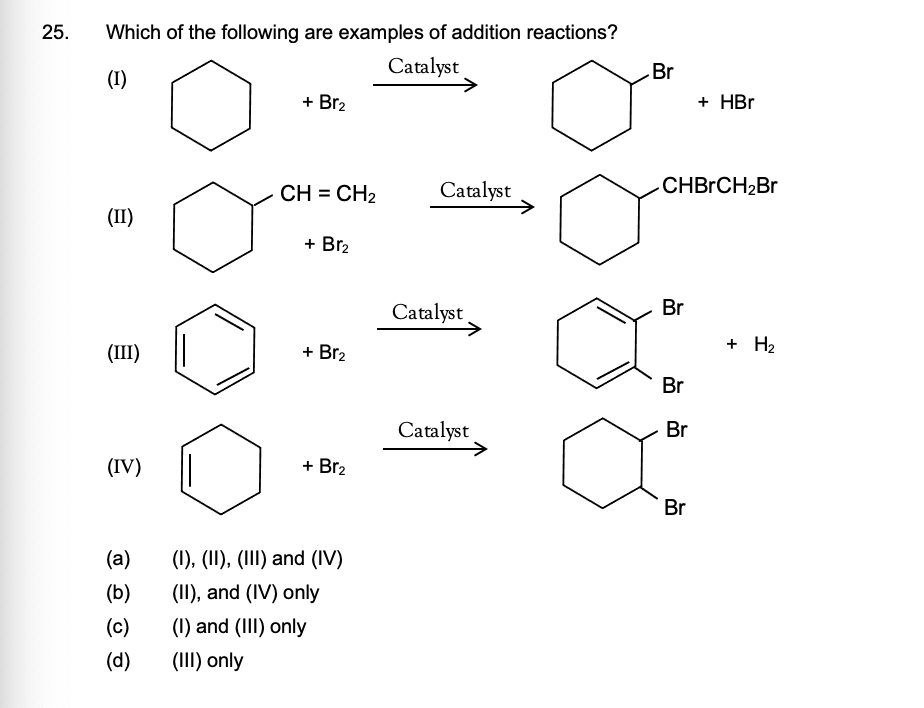 25. Which of the following are examples of addition reactions?
(I) + Br₂ Catalyst Br + HBr
(II) CH = CH₂ + Br₂ Catalyst CHBrCH₂Br
(III) + Br₂ Catalyst Br Br + H₂
(IV) + Br₂ Catalyst Br Br
(a) (I), (II), (III) and (IV)
(b) (II), and (IV) only
(c) (I) and (III) only
(d) (III) only